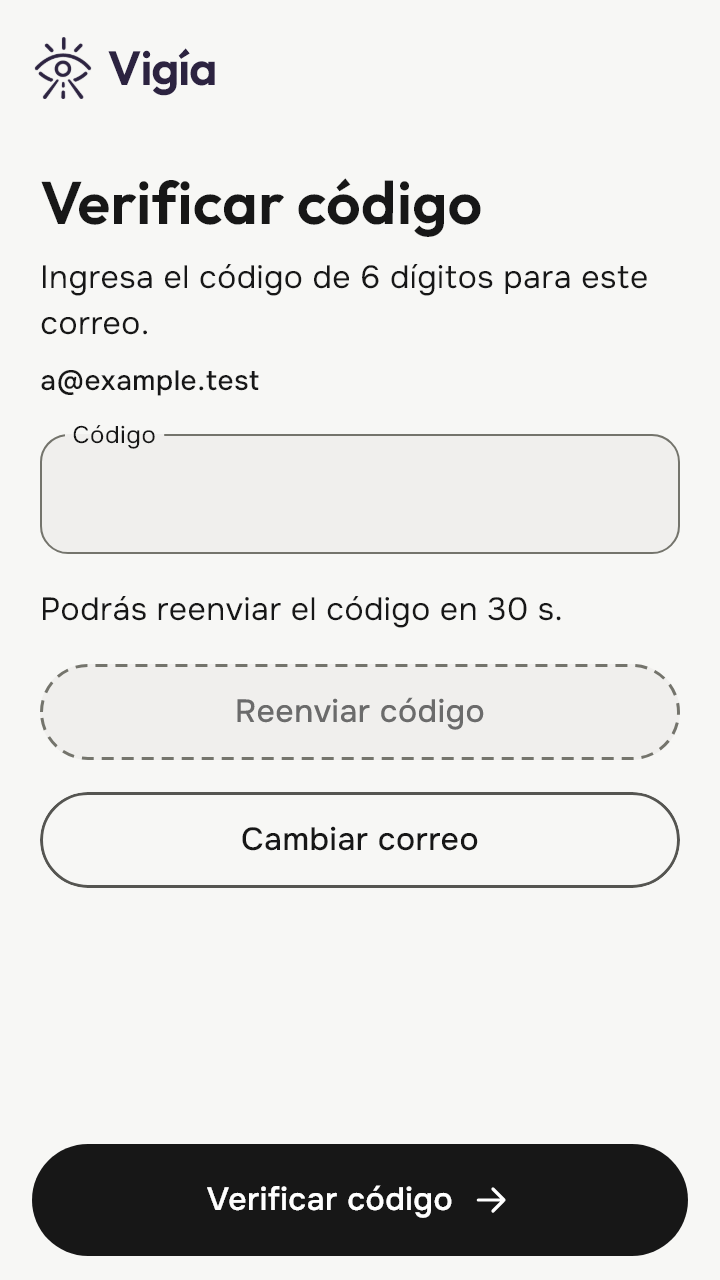 Vigía
Verificar código
Ingresa el código de 6 dígitos para este
correo.
a@example.test
Código
Podrás reenviar el código en 30 s.
Reenviar código
Cambiar correo
Verificar código